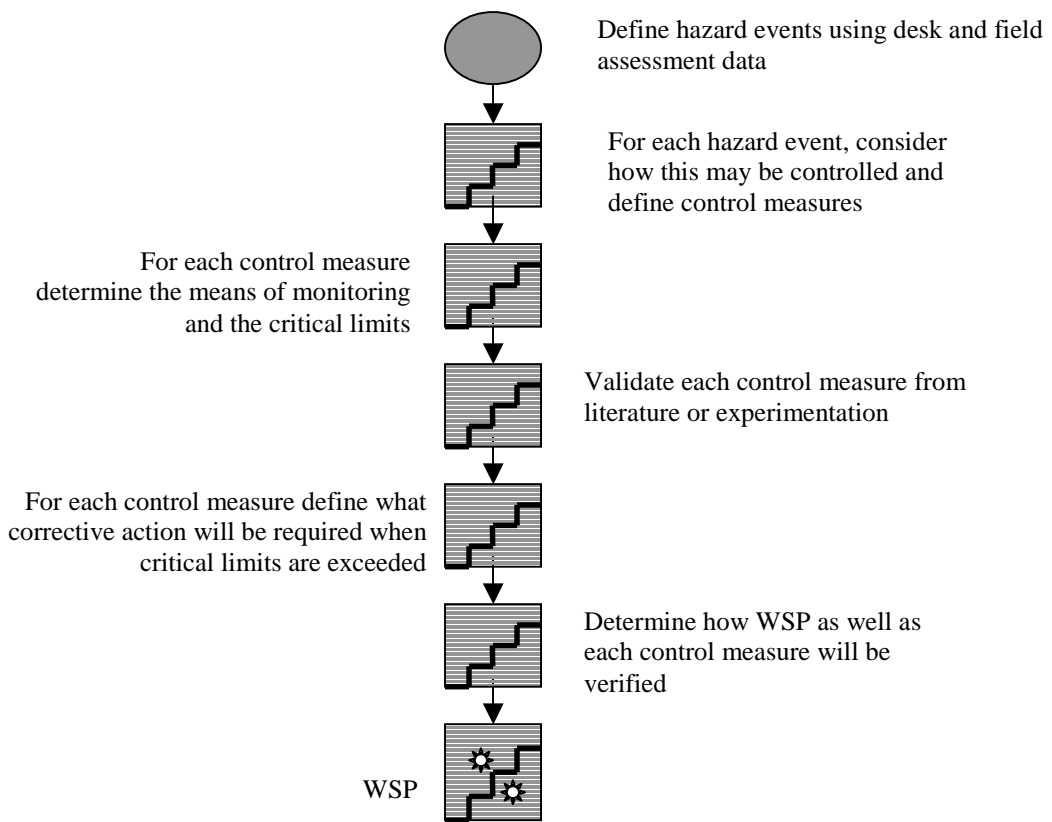 Define hazard events using desk and field
assessment data
For each hazard event, consider
how this may be controlled and
define control measures
For each control measure
determine the means of monitoring
and the critical limits
Validate each control measure from
literature or experimentation
For each control measure define what
corrective action will be required when
critical limits are exceeded
Determine how WSP as well as
each control measure will be
verified
WSP